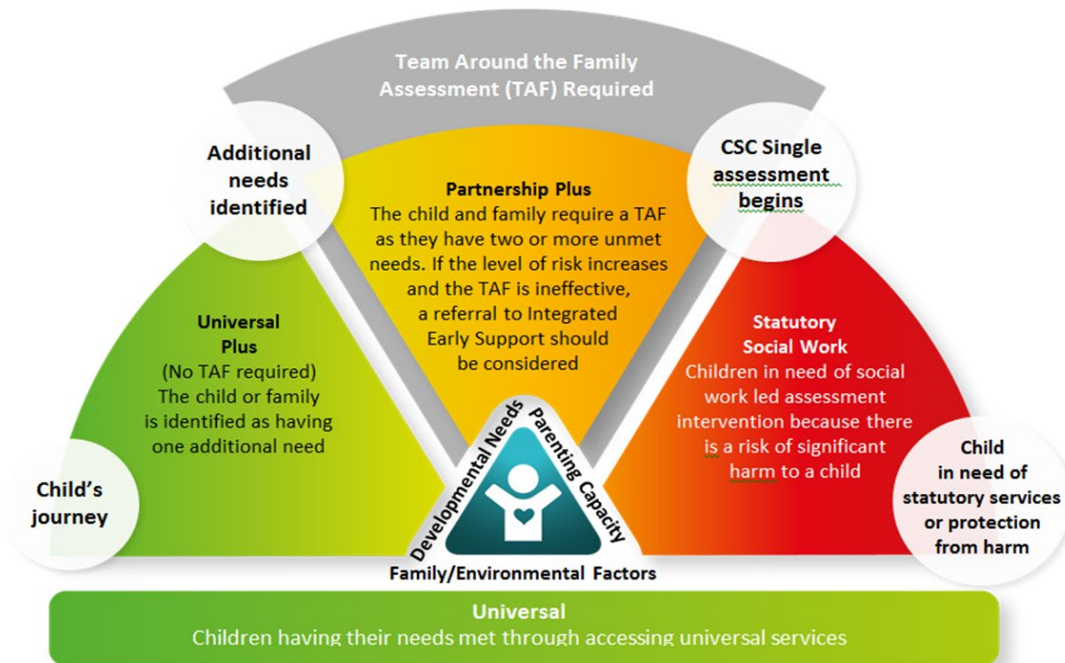 Team Around the Family
Assessment (TAF) Required
Additional
needs
identified
CSC Single
assessment
begins
Partnership Plus
The child and family require a TAF
as they have two or more unmet
needs. If the level of risk increases
and the TAF is ineffective,
a referral to Integrated
Early Support should
be considered
Universal
Plus
(No TAF required)
The child or family
is identified as having
one additional need
Statutory
Social Work
Children in need of social
work led assessment
intervention because there
is a risk of significant
harm to a child
Child's
journey
Child
in need of
statutory services
or protection
from harm
Developmental Needs
Parenting Capacity
Family/Environmental Factors
Universal
Children having their needs met through accessing universal services